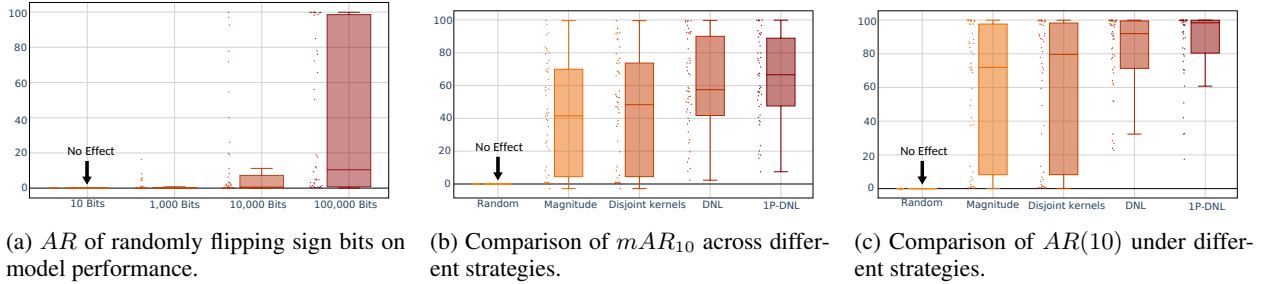 100
80
60
40
20
0
No Effect
10 Bits 1,000 Bits 10,000 Bits 100,000 Bits
(a) AR of randomly flipping sign bits on
model performance.
100
80
60
40
20
0
No Effect
Random Magnitude Disjoint kernels DNL 1P-DNL
(b) Comparison of mAR10 across differ-
ent strategies.
100
80
60
40
20
0
No Effect
Random Magnitude Disjoint kernels DNL 1P-DNL
(c) Comparison of AR(10) under differ-
ent strategies.